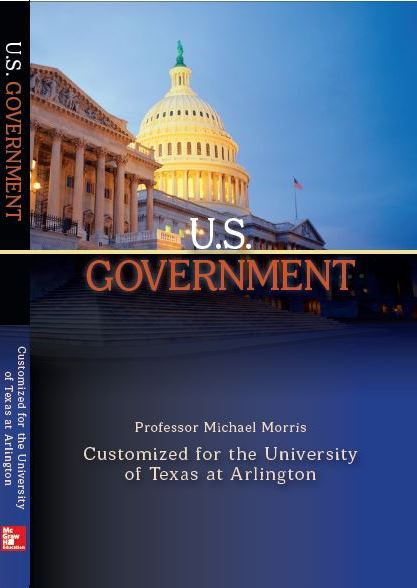 U.S. GOVERNMENT
Customized for the University
of Texas at Arlington
Mc
Graw
Hill
Education
U.S.
GOVERNMENT
Professor Michael Morris
Customized for the University
of Texas at Arlington